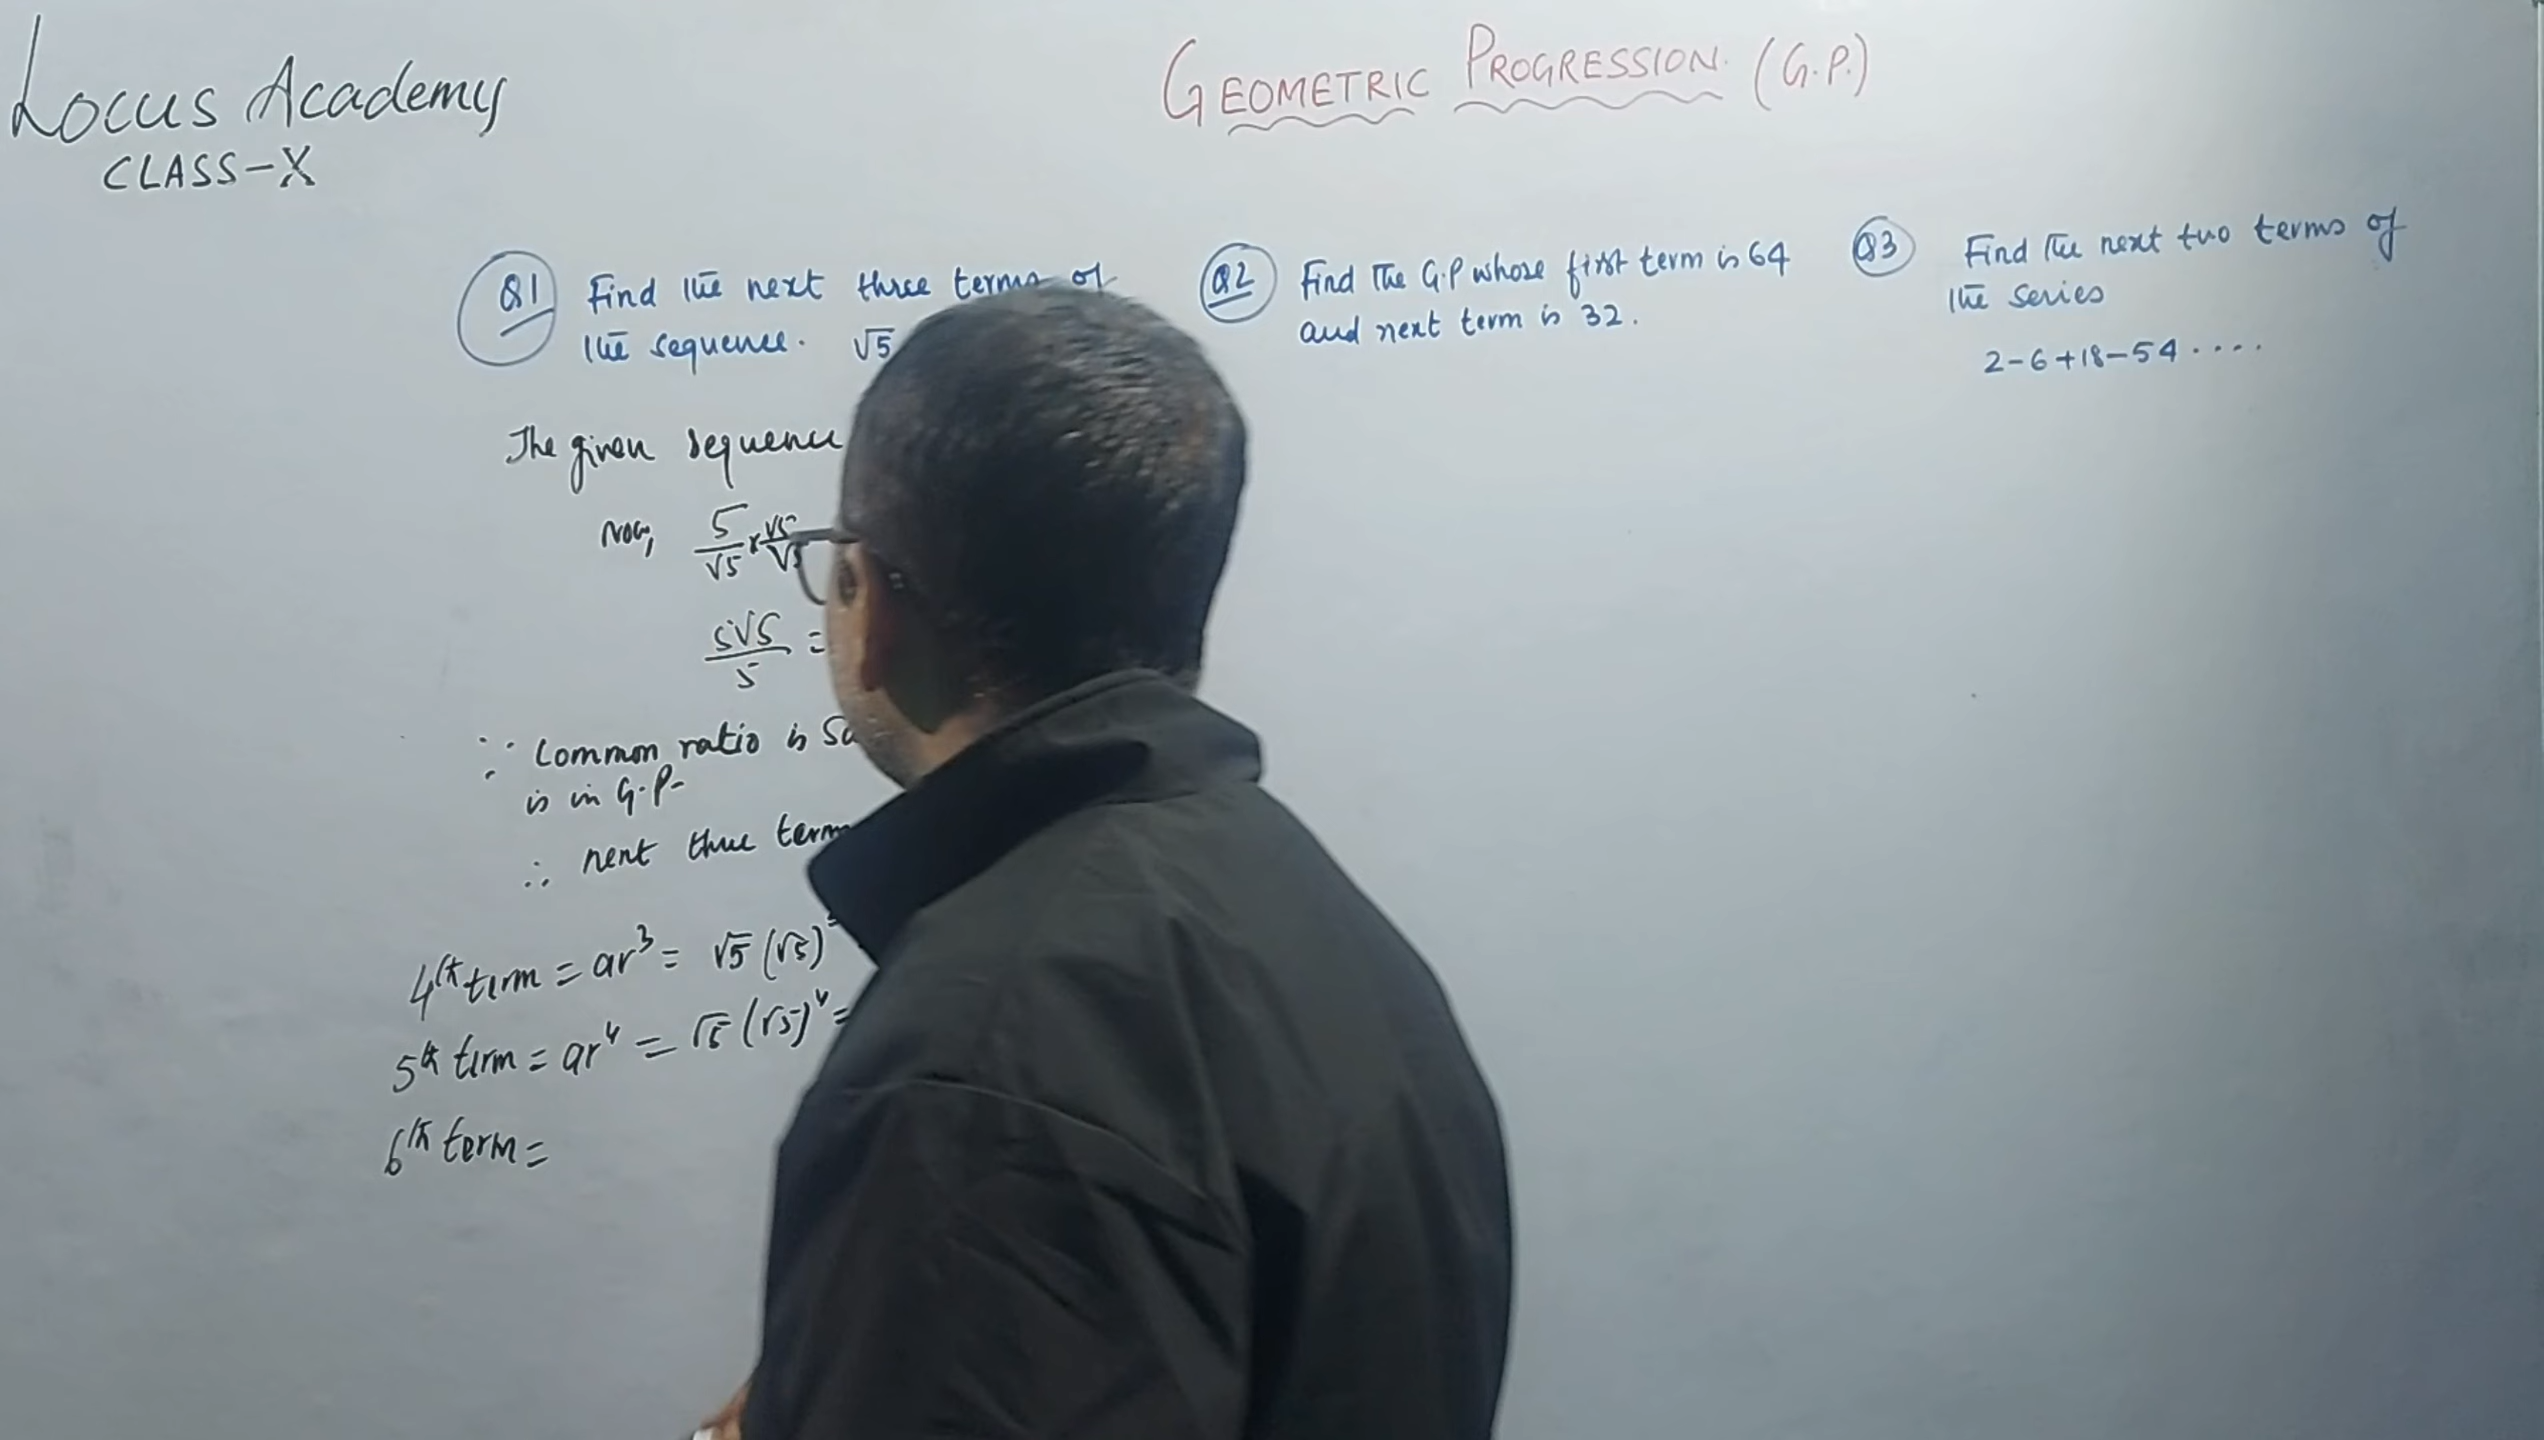 Locus Academy
CLASS-X
GEOMETRIC PROGRESSION. (G.P.)
Q1 Find the next three terms of
the sequence. √5
The given sequence
Now, 5/√5 × √5/√5
5√5/5 =
∵ Common ratio is
is in G.P-
∴ next three term
4th term = ar³ = √5 (√5)
5th term = ar⁴ = √5 (√5)⁴ =
6th term =
Q2 Find the G.P whose first term is 64
and next term is 32.
Q3 Find the next two terms of
the series
2-6+18-54....